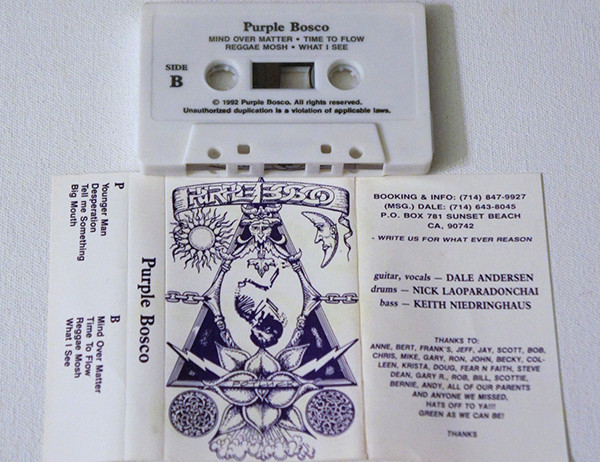 Purple Bosco
MIND OVER MATTER • TIME TO FLOW
REGGAE MOSH • WHAT I SEE
SIDE
B
© 1992 Purple Bosco. All rights reserved.
Unauthorized duplication is a violation of applicable laws.
P
Younger Man
Desperation
Tell me Something
Big Mouth
B
Mind Over Matter
Time To Flow
Reggae Mosh
What I See
Purple Bosco
PURPLE BOSCO
BOOKING & INFO: (714) 847-9927
(MSG.) DALE: (714) 643-8045
P.O. BOX 781 SUNSET BEACH
CA, 90742
- WRITE US FOR WHAT EVER REASON
guitar, vocals — DALE ANDERSEN
drums — NICK LAOPARADONCHAI
bass — KEITH NIEDRINGHAUS
THANKS TO:
ANNE, BERT, FRANK'S, JEFF, JAY, SCOTT, BOB,
CHRIS, MIKE, GARY, RON, JOHN, BECKY, COL-
LEEN, KRISTA, DOUG, FEAR N FAITH, STEVE
DEAN, GARY R., ROB, BILL, SCOTTIE,
BERNIE, ANDY, ALL OF OUR PARENTS
AND ANYONE WE MISSED,
HATS OFF TO YA!!!
GREEN AS WE CAN BE!
THANKS